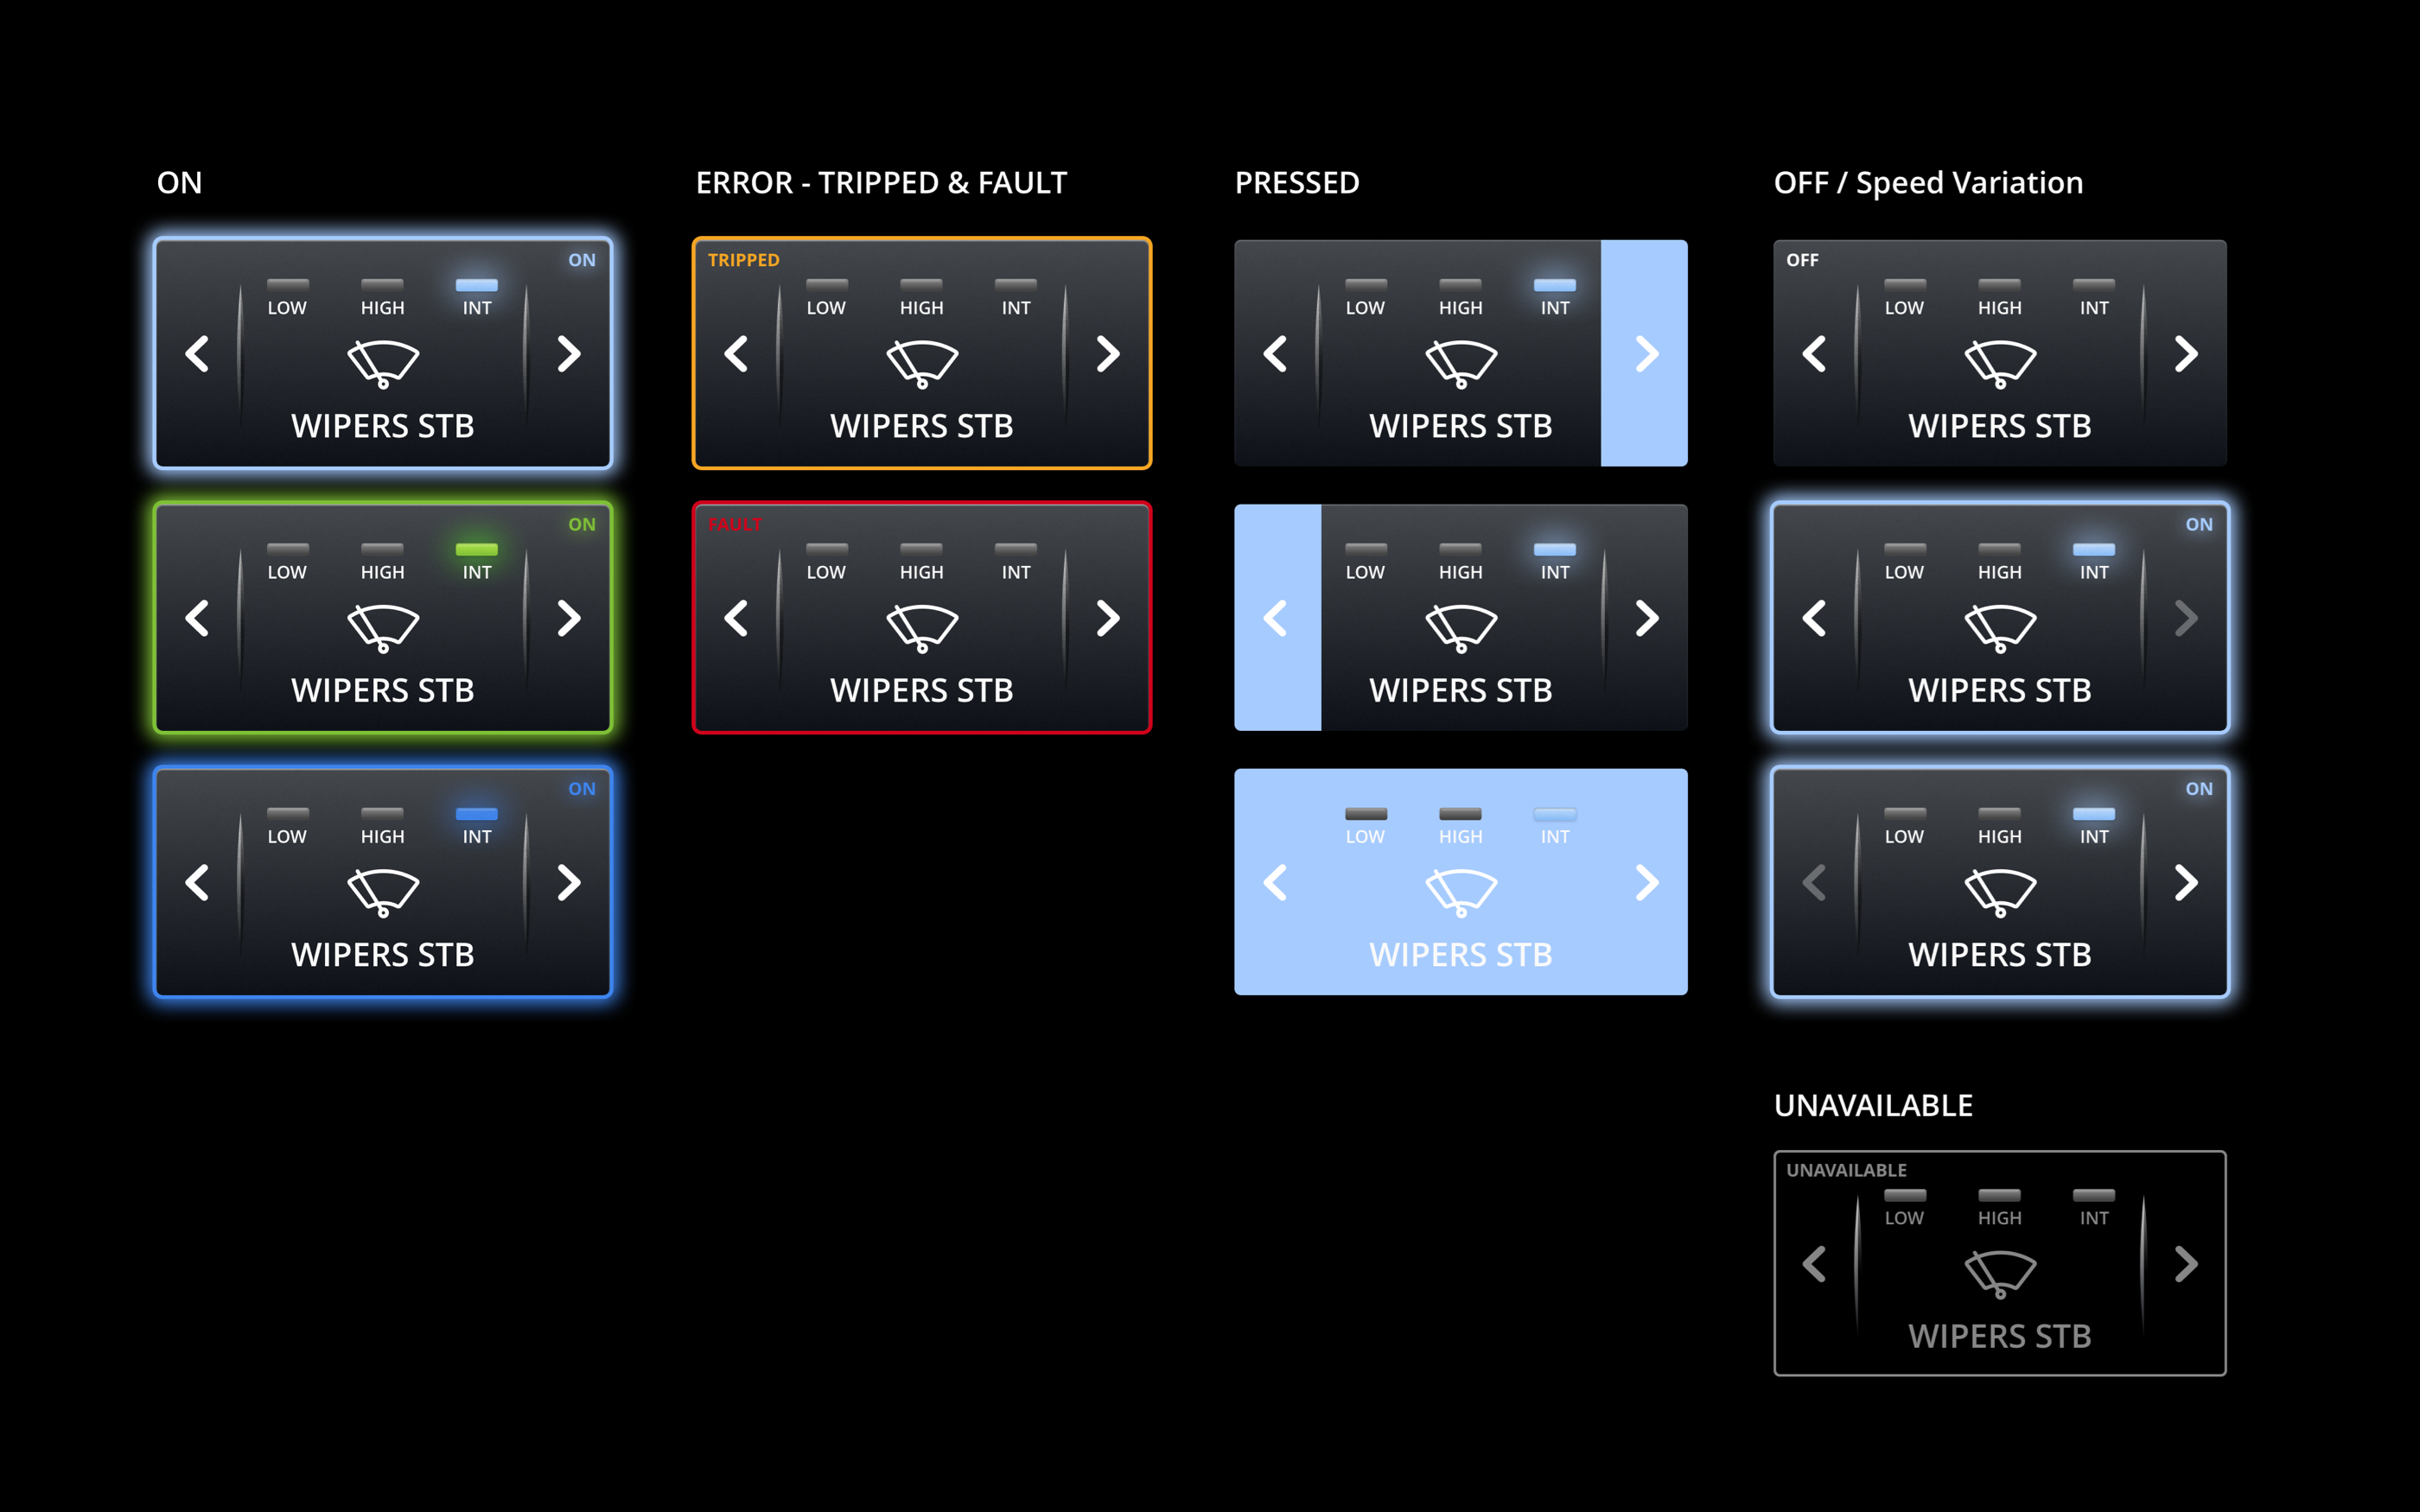 ON
ERROR - TRIPPED & FAULT
PRESSED
OFF / Speed Variation
ON
LOW HIGH INT
WIPERS STB
TRIPPED
LOW HIGH INT
WIPERS STB
LOW HIGH INT
WIPERS STB
OFF
LOW HIGH INT
WIPERS STB
ON
LOW HIGH INT
WIPERS STB
FAULT
LOW HIGH INT
WIPERS STB
LOW HIGH INT
WIPERS STB
ON
LOW HIGH INT
WIPERS STB
ON
LOW HIGH INT
WIPERS STB
LOW HIGH INT
WIPERS STB
ON
LOW HIGH INT
WIPERS STB
UNAVAILABLE
UNAVAILABLE
LOW HIGH INT
WIPERS STB